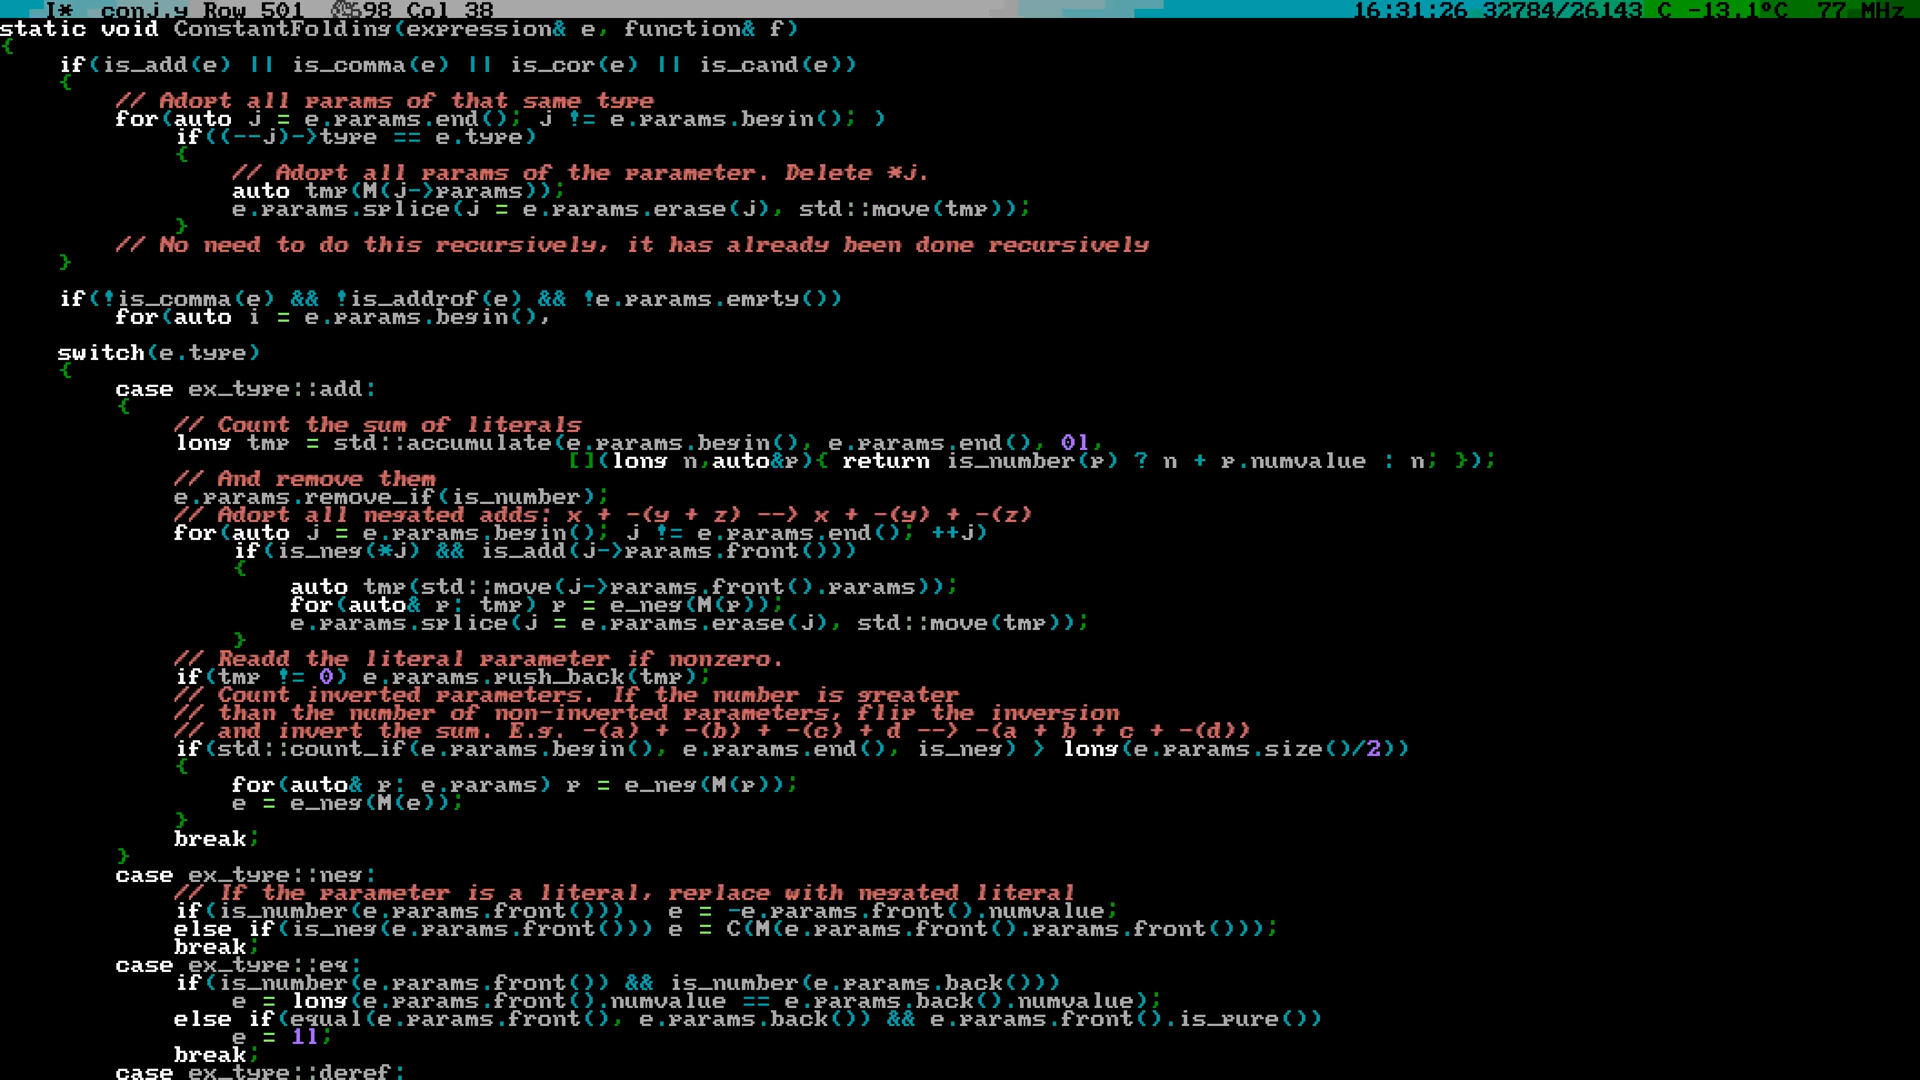 I* conj.y Row 501 698 Col 38 16:31:26 32784/26143 C -13.1°C 77 MHz
static void ConstantFolding(expression& e, function& f)
{
if(is_add(e) || is_comma(e) || is_cor(e) || is_cand(e))
{
// Adopt all params of that same type
for(auto j = e.params.end(); j != e.params.begin(); )
if((--j)->type == e.type)
{
// Adopt all params of the parameter. Delete *j.
auto tmp(M(j->params));
e.params.splice(j = e.params.erase(j), std::move(tmp));
}
// No need to do this recursively, it has already been done recursively
}
if(!is_comma(e) && !is_addrof(e) && !e.params.empty())
for(auto i = e.params.begin(),
switch(e.type)
{
case ex_type::add:
{
// Count the sum of literals
long tmp = std::accumulate(e.params.begin(), e.params.end(), 0l,
[](long n,auto&p){ return is_number(p) ? n + p.numvalue : n; });
// And remove them
e.params.remove_if(is_number);
// Adopt all negated adds: x + -(y + z) --> x + -(y) + -(z)
for(auto j = e.params.begin(); j != e.params.end(); ++j)
if(is_neg(*j) && is_add(j->params.front()))
{
auto tmp(std::move(j->params.front().params));
for(auto& p: tmp) p = e_neg(M(p));
e.params.splice(j = e.params.erase(j), std::move(tmp));
}
// Readd the literal parameter if nonzero.
if(tmp != 0) e.params.push_back(tmp);
// Count inverted parameters. If the number is greater
// than the number of non-inverted parameters, flip the inversion
// and invert the sum. E.g. -(a) + -(b) + -(c) + d --> -(a + b + c + -(d))
if(std::count_if(e.params.begin(), e.params.end(), is_neg) > long(e.params.size()/2))
{
for(auto& p: e.params) p = e_neg(M(p));
e = e_neg(M(e));
}
break;
}
case ex_type::neg:
// If the parameter is a literal, replace with negated literal
if(is_number(e.params.front())) e = -e.params.front().numvalue;
else if(is_neg(e.params.front())) e = C(M(e.params.front().params.front()));
break;
case ex_type::eq:
if(is_number(e.params.front()) && is_number(e.params.back()))
e = long(e.params.front().numvalue == e.params.back().numvalue);
else if(equal(e.params.front(), e.params.back()) && e.params.front().is_pure())
e = 1l;
break;
case ex_type::deref: